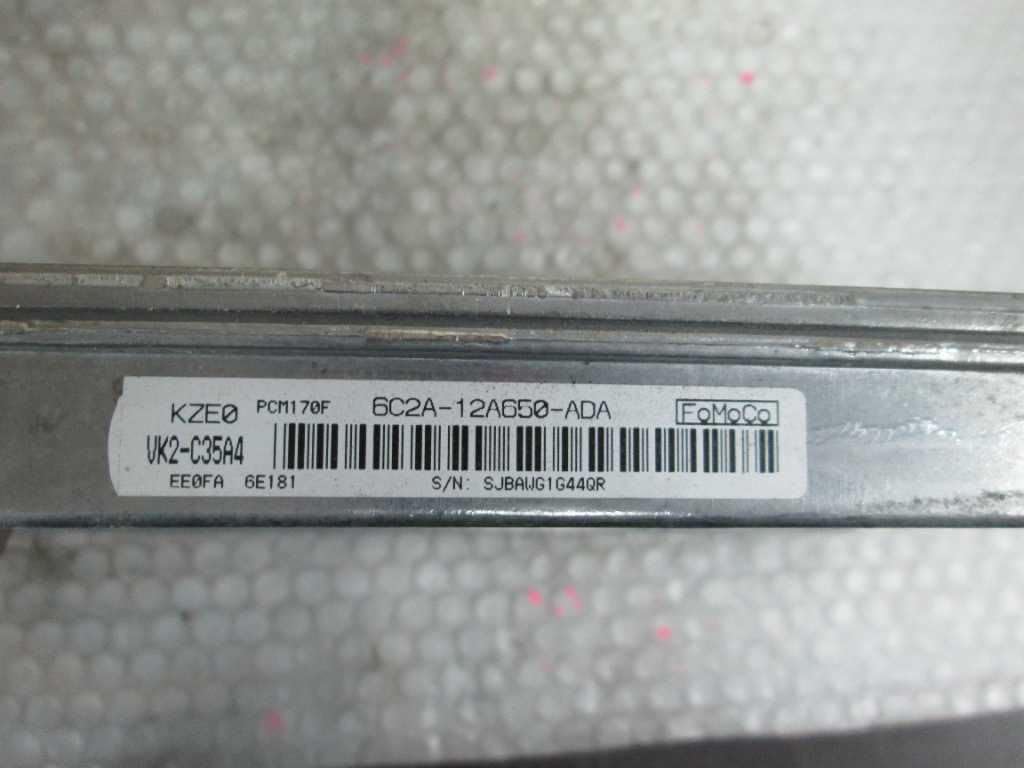 KZE0 PCM170F 6C2A-12A650-ADA FoMoCo
VK2-C35A4
EE0FA 6E181 S/N: SJBAWG1G44QR